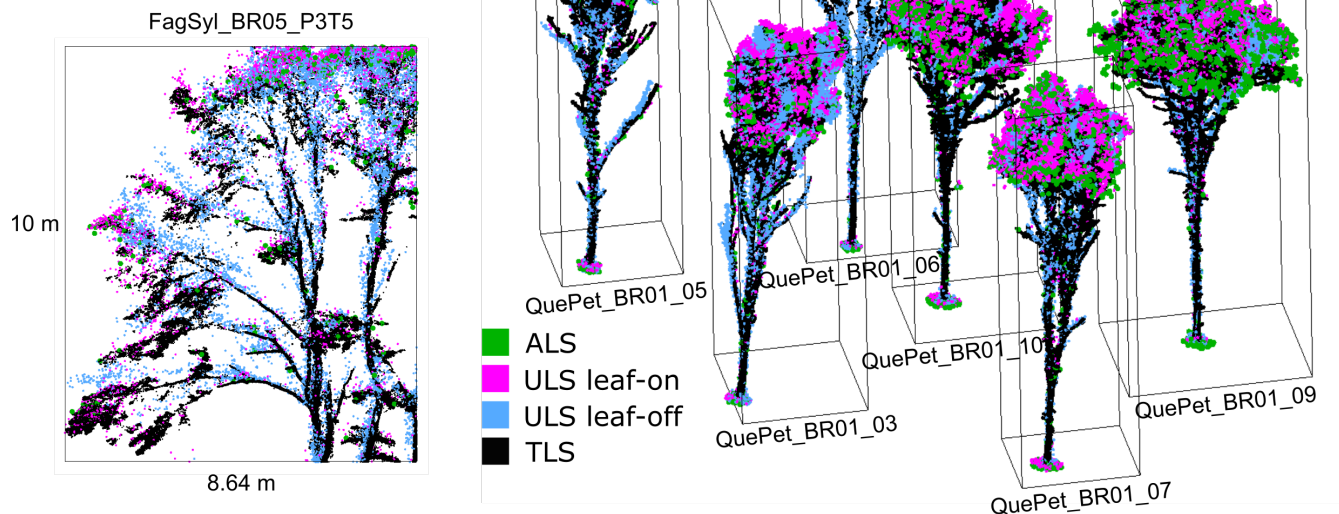 FagSyl_BR05_P3T5
10 m
8.64 m
QuePet_BR01_05
QuePet_BR01_06
QuePet_BR01_10
QuePet_BR01_03
QuePet_BR01_09
QuePet_BR01_07
ALS
ULS leaf-on
ULS leaf-off
TLS